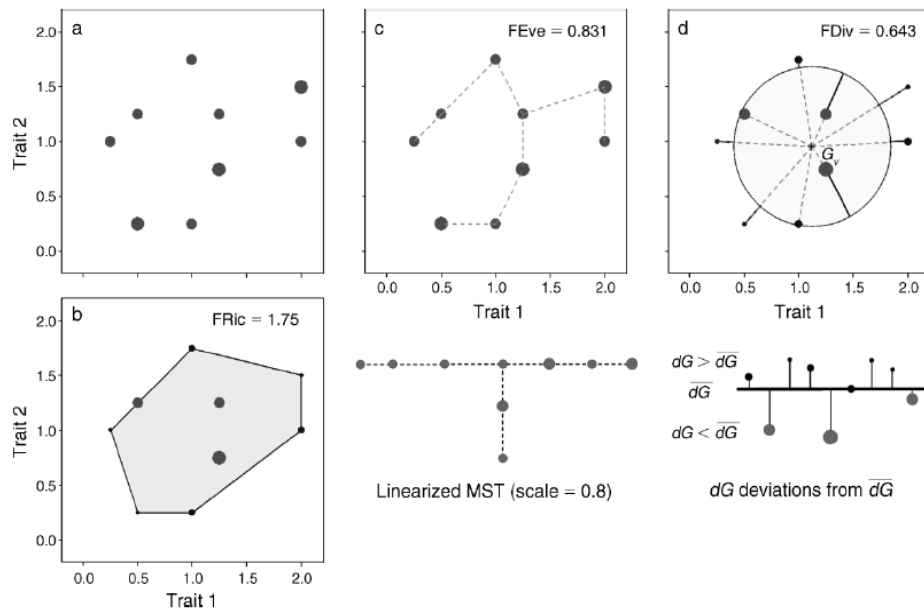 a
2.0
1.5
1.0
0.5
0.0
Trait 2
c
FEve = 0.831
0.0 0.5 1.0 1.5 2.0
Trait 1
d
FDiv = 0.643
Gv
0.0 0.5 1.0 1.5 2.0
Trait 1
b
FRic = 1.75
2.0
1.5
1.0
0.5
0.0
Trait 2
0.0 0.5 1.0 1.5 2.0
Trait 1
Linearized MST (scale = 0.8)
dG > dG
dG
dG < dG
dG deviations from dG